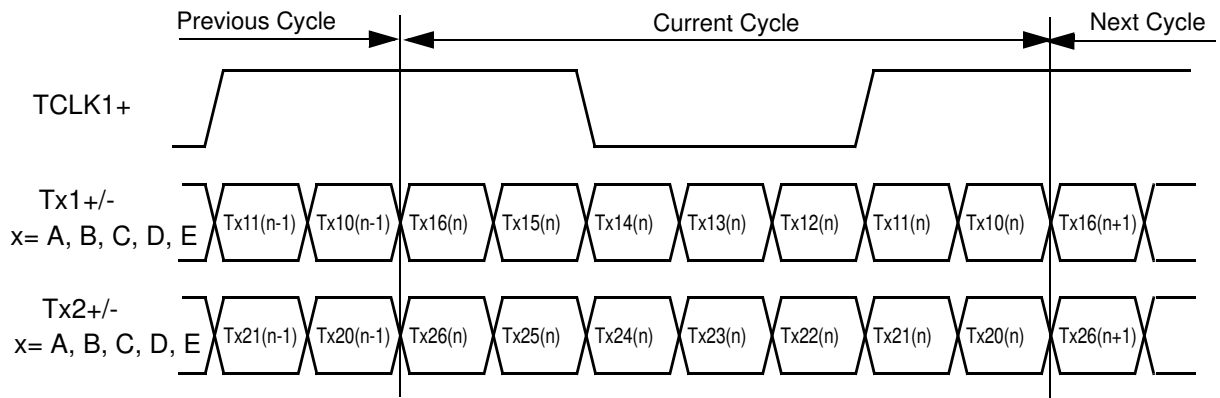 Previous Cycle Current Cycle Next Cycle
TCLK1+
Tx1+/-
x= A, B, C, D, E
Tx11(n-1) Tx10(n-1) Tx16(n) Tx15(n) Tx14(n) Tx13(n) Tx12(n) Tx11(n) Tx10(n) Tx16(n+1)
Tx2+/-
x= A, B, C, D, E
Tx21(n-1) Tx20(n-1) Tx26(n) Tx25(n) Tx24(n) Tx23(n) Tx22(n) Tx21(n) Tx20(n) Tx26(n+1)